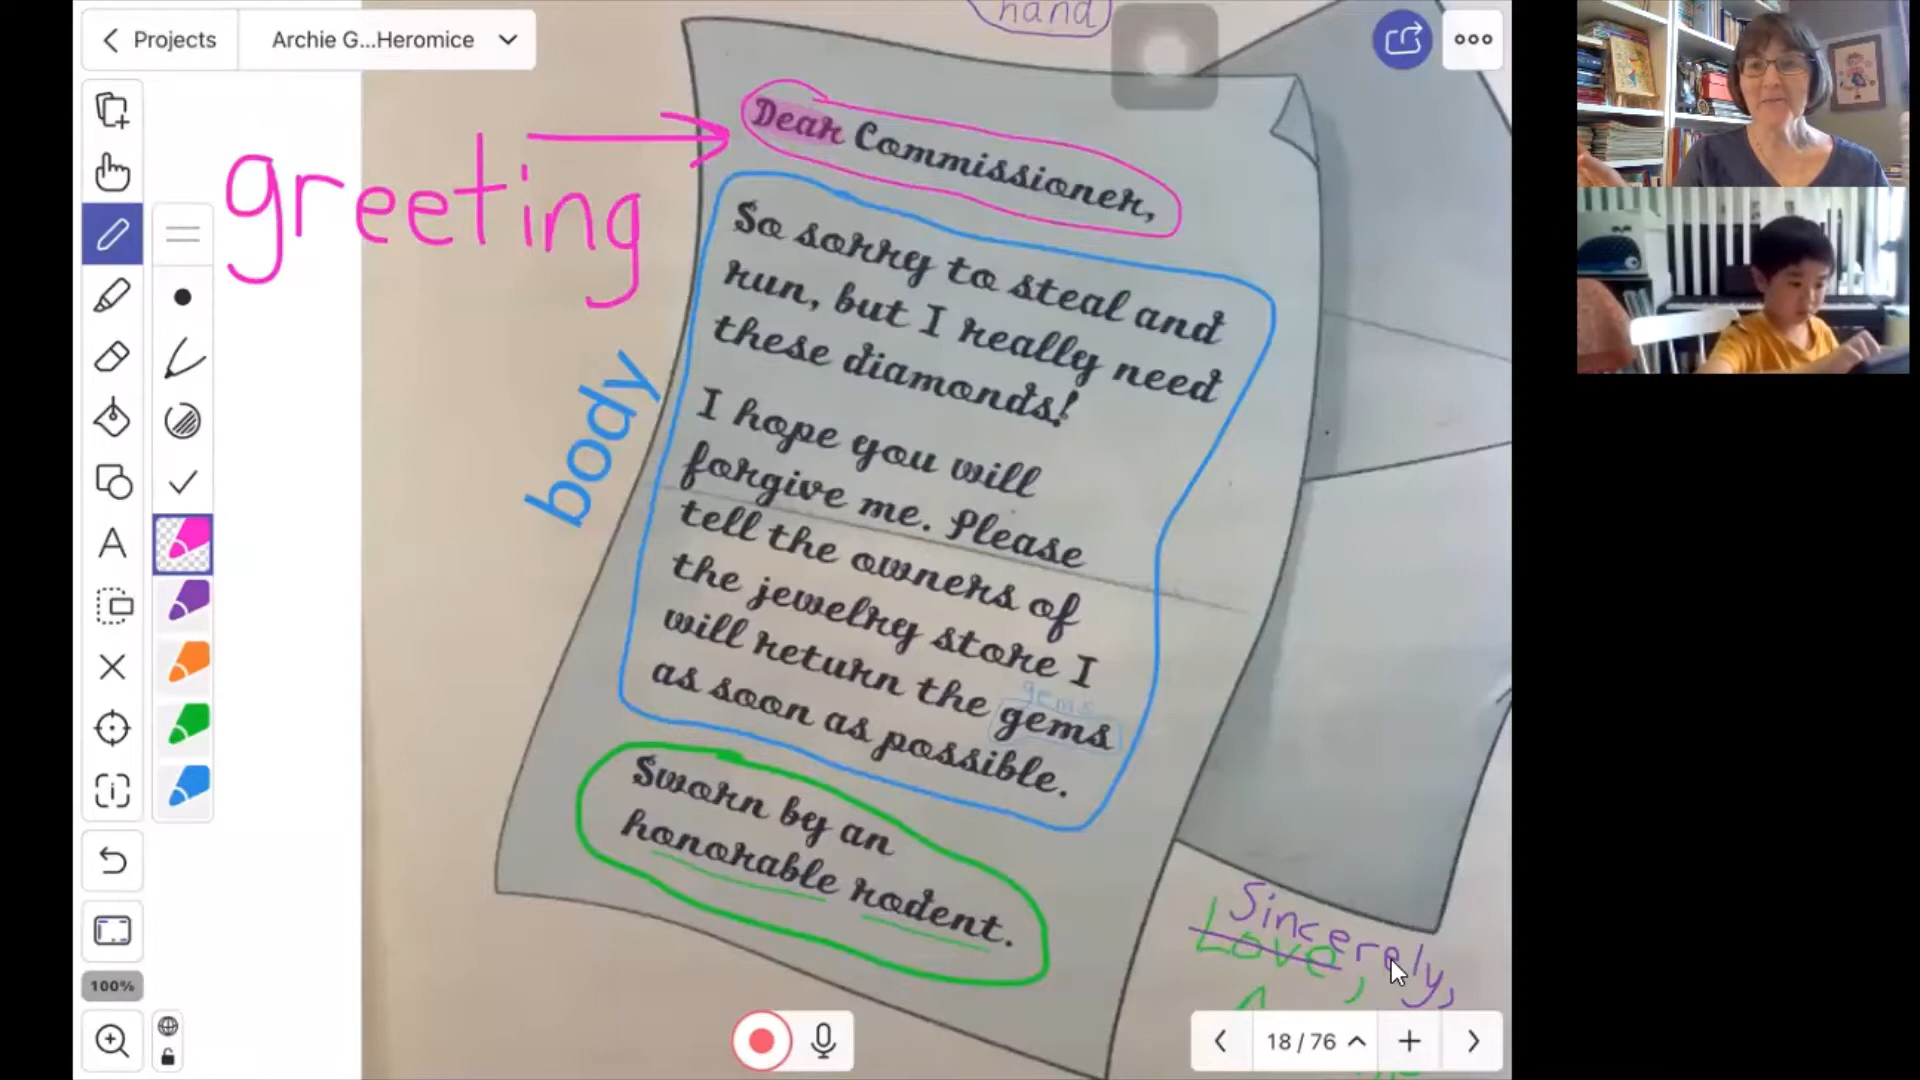 hand
Projects
Archie G...Heromice
greeting
Dear Commissioner,
So sorry to steal and
run, but I really need
these diamonds!
I hope you will
forgive me. Please
tell the owners of
the jewelry store I
will return the gems
as soon as possible.
gems
body
Sworn by an
honorable rodent.
Sincerely,
Love,
100%
18 / 76